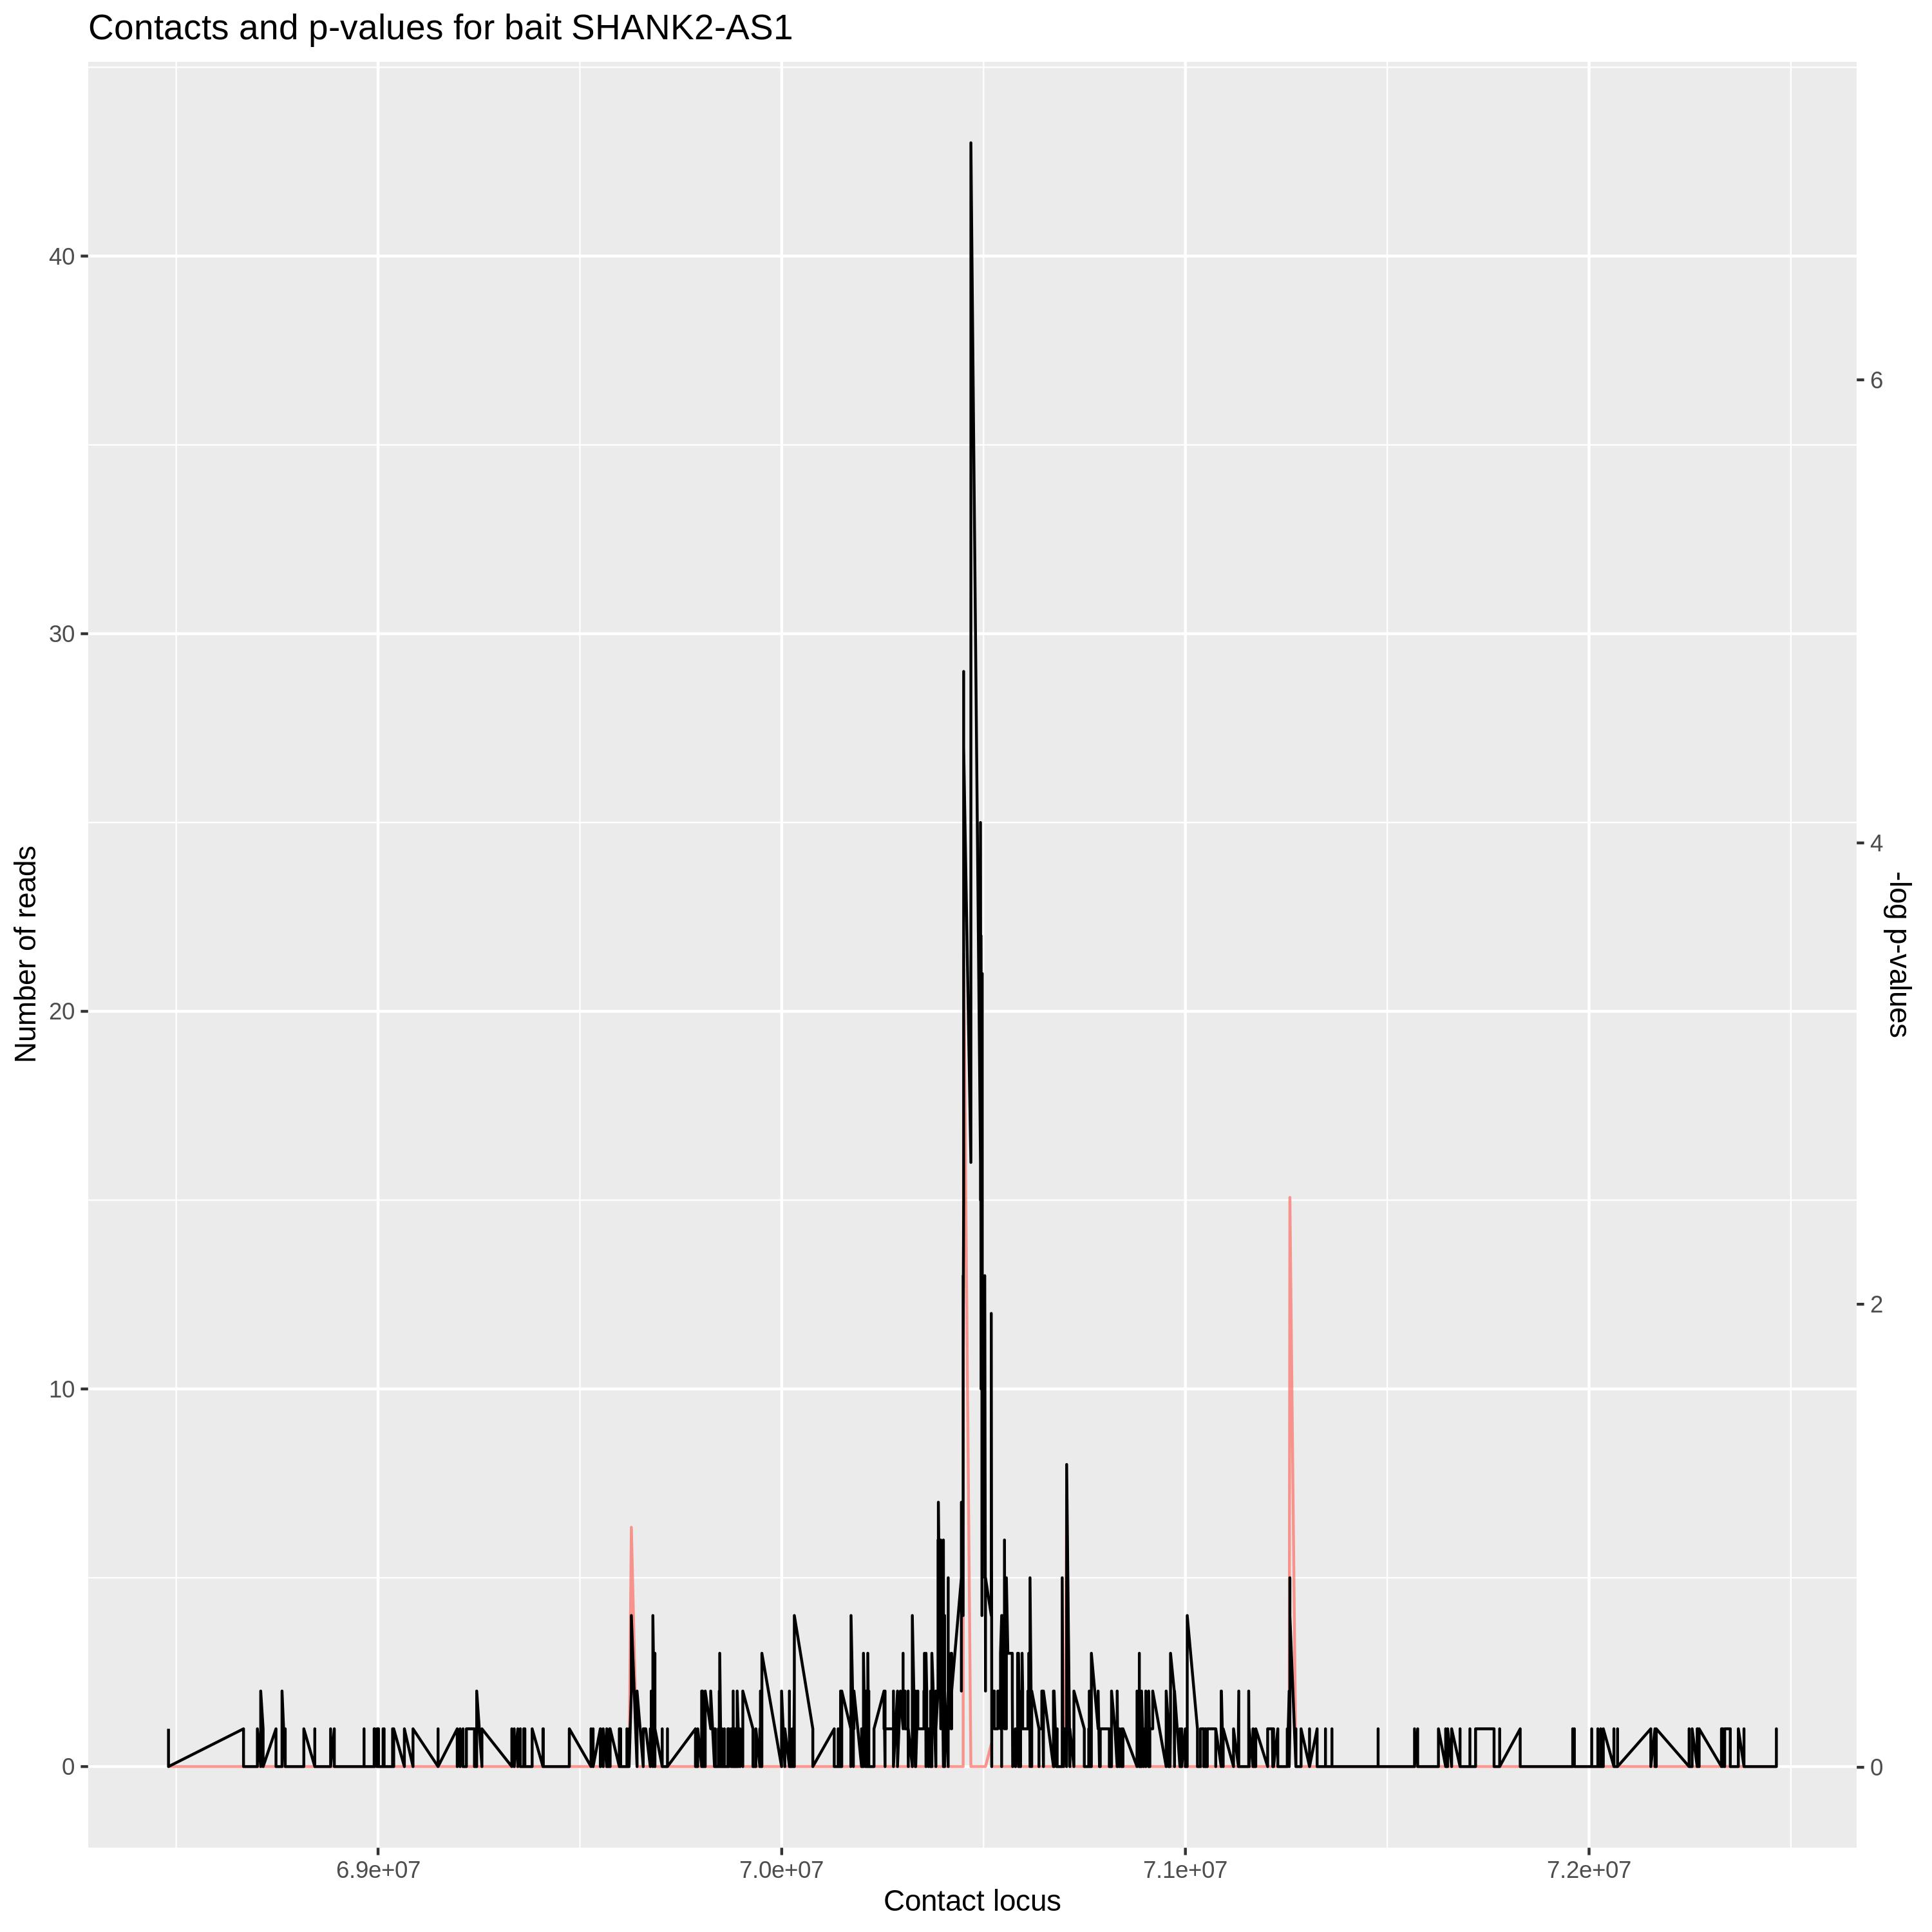 Contacts and p-values for bait SHANK2-AS1
40
30
20
10
0
Number of reads
6
4
2
0
-log p-values
6.9e+07
7.0e+07
7.1e+07
7.2e+07
Contact locus